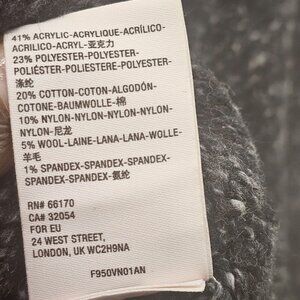 41% ACRYLIC-ACRYLIQUE-ACRÍLICO-
ACRILICO-ACRYL-亚克力
23% POLYESTER-POLYESTER-
POLIÉSTER-POLIESTERE-POLYESTER-
涤纶
20% COTTON-COTON-ALGODÓN-
COTONE-BAUMWOLLE-棉
10% NYLON-NYLON-NYLON-NYLON-
NYLON-尼龙
5% WOOL-LAINE-LANA-LANA-WOLLE-
羊毛
1% SPANDEX-SPANDEX-SPANDEX-
SPANDEX-SPANDEX-氨纶
RN# 66170
CA# 32054
FOR EU
24 WEST STREET,
LONDON, UK WC2H9NA
F950VN01AN